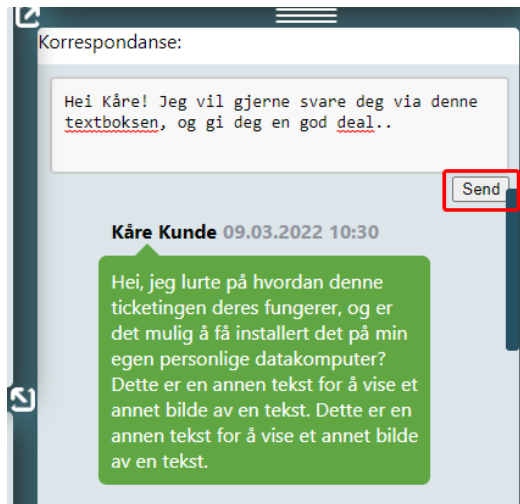 Korrespondanse:
Hei Kåre! Jeg vil gjerne svare deg via denne
textboksen, og gi deg en god deal..
Send
Kåre Kunde 09.03.2022 10:30
Hei, jeg lurte på hvordan denne
ticketingen deres fungerer, og er
det mulig å få installert det på min
egen personlige datakomputer?
Dette er en annen tekst for å vise et
annet bilde av en tekst. Dette er en
annen tekst for å vise et annet bilde
av en tekst.